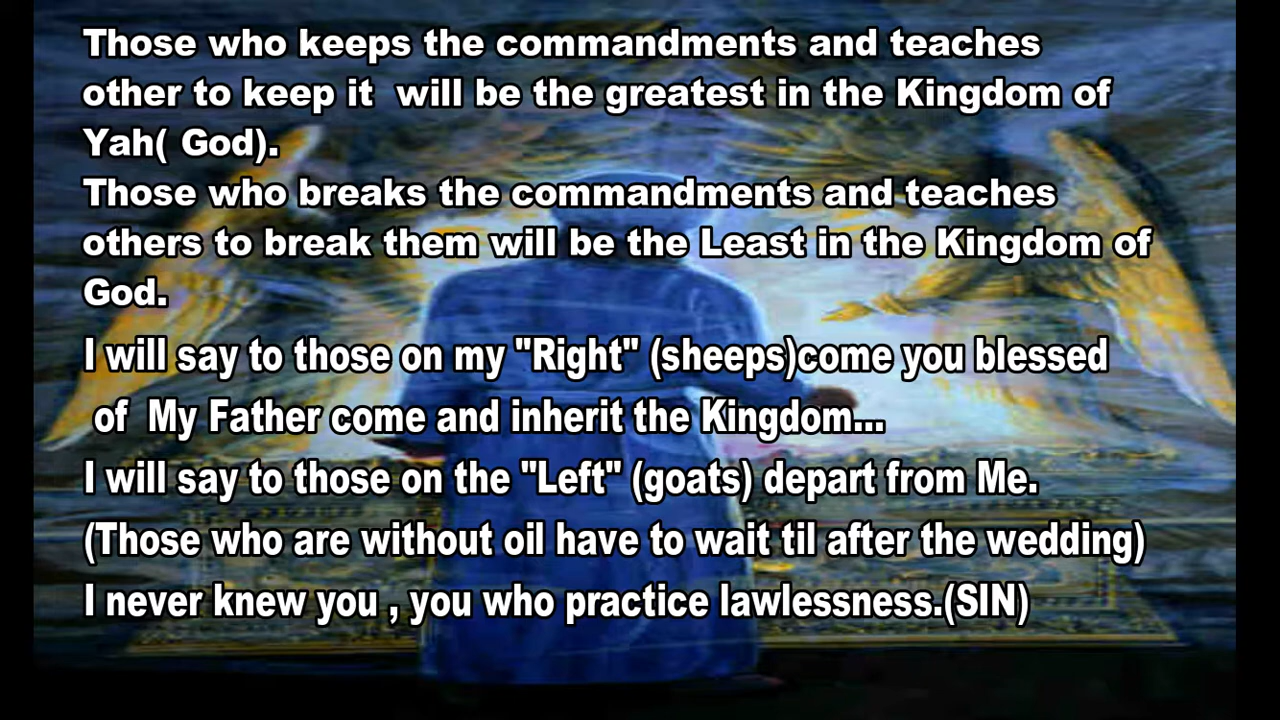 Those who keeps the commandments and teaches
other to keep it will be the greatest in the Kingdom of
Yah( God).
Those who breaks the commandments and teaches
others to break them will be the Least in the Kingdom of
God.
I will say to those on my "Right" (sheeps)come you blessed
of My Father come and inherit the Kingdom...
I will say to those on the "Left" (goats) depart from Me.
(Those who are without oil have to wait til after the wedding)
I never knew you , you who practice lawlessness.(SIN)